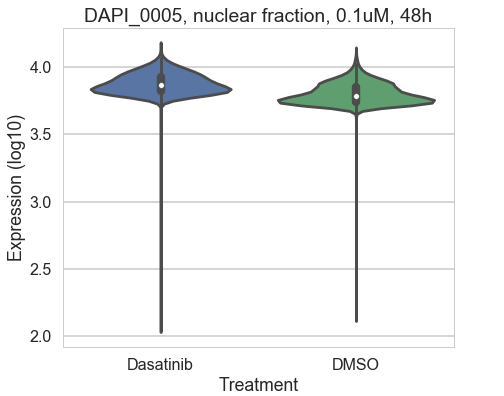 DAPI_0005, nuclear fraction, 0.1uM, 48h
Expression (log10)
4.0
3.5
3.0
2.5
2.0
Dasatinib DMSO
Treatment